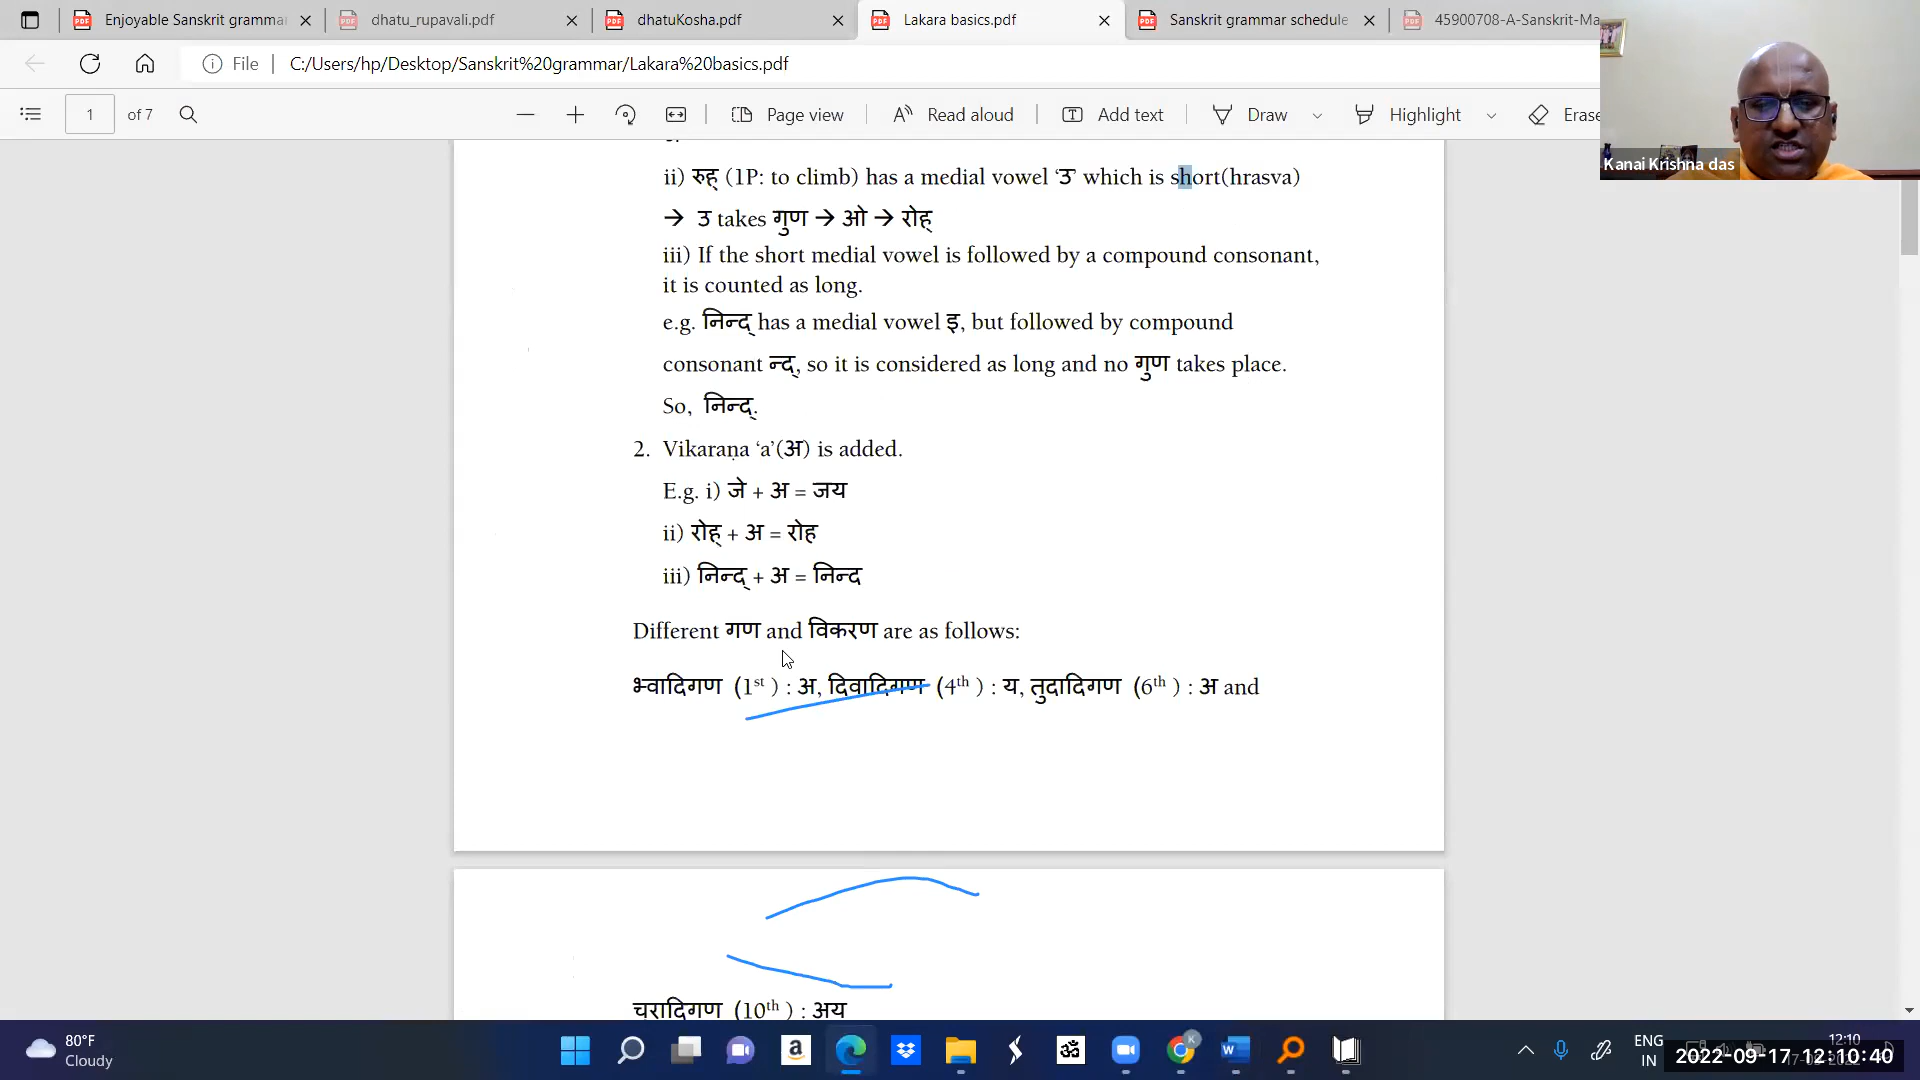 Enjoyable Sanskrit grammar
dhatu_rupavali.pdf
dhatuKosha.pdf
Lakara basics.pdf
Sanskrit grammar schedule
45900708-A-Sanskrit-Ma
File
C:/Users/hp/Desktop/Sanskrit%20grammar/Lakara%20basics.pdf
1 of 7
Page view
Read aloud
Add text
Draw
Highlight
Erase
Kanai Krishna das
ii) रुह् (1P: to climb) has a medial vowel ‘उ’ which is short(hrasva)
→ उ takes गुण → ओ → रोह्
iii) If the short medial vowel is followed by a compound consonant,
it is counted as long.
e.g. निन्द् has a medial vowel इ, but followed by compound
consonant न्द्, so it is considered as long and no गुण takes place.
So, निन्द्.
2. Vikaraṇa ‘a’(अ) is added.
E.g. i) जे + अ = जय
ii) रोह् + अ = रोह
iii) निन्द् + अ = निन्द
Different गण and विकरण are as follows:
भ्वादिगण (1st ) : अ, दिवादिगण (4th ) : य, तुदादिगण (6th ) : अ and
(10th ) : अय
80°F
Cloudy
ENG
IN
12:10
2022-09-17 12:10:40